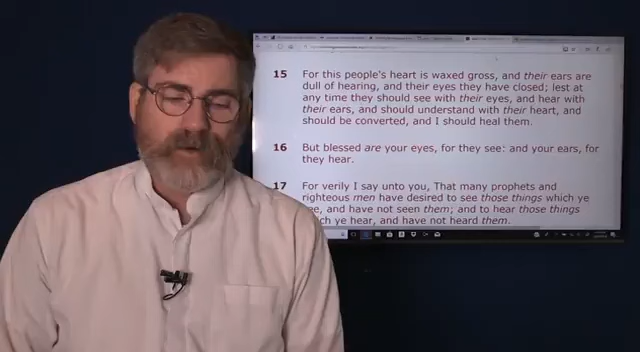 15 For this people's heart is waxed gross, and their ears are
dull of hearing, and their eyes they have closed; lest at
any time they should see with their eyes, and hear with
their ears, and should understand with their heart, and
should be converted, and I should heal them.
16 But blessed are your eyes, for they see: and your ears, for
they hear.
17 For verily I say unto you, That many prophets and
righteous men have desired to see those things which ye
, and have not seen them; and to hear those things
ye hear, and have not heard them.